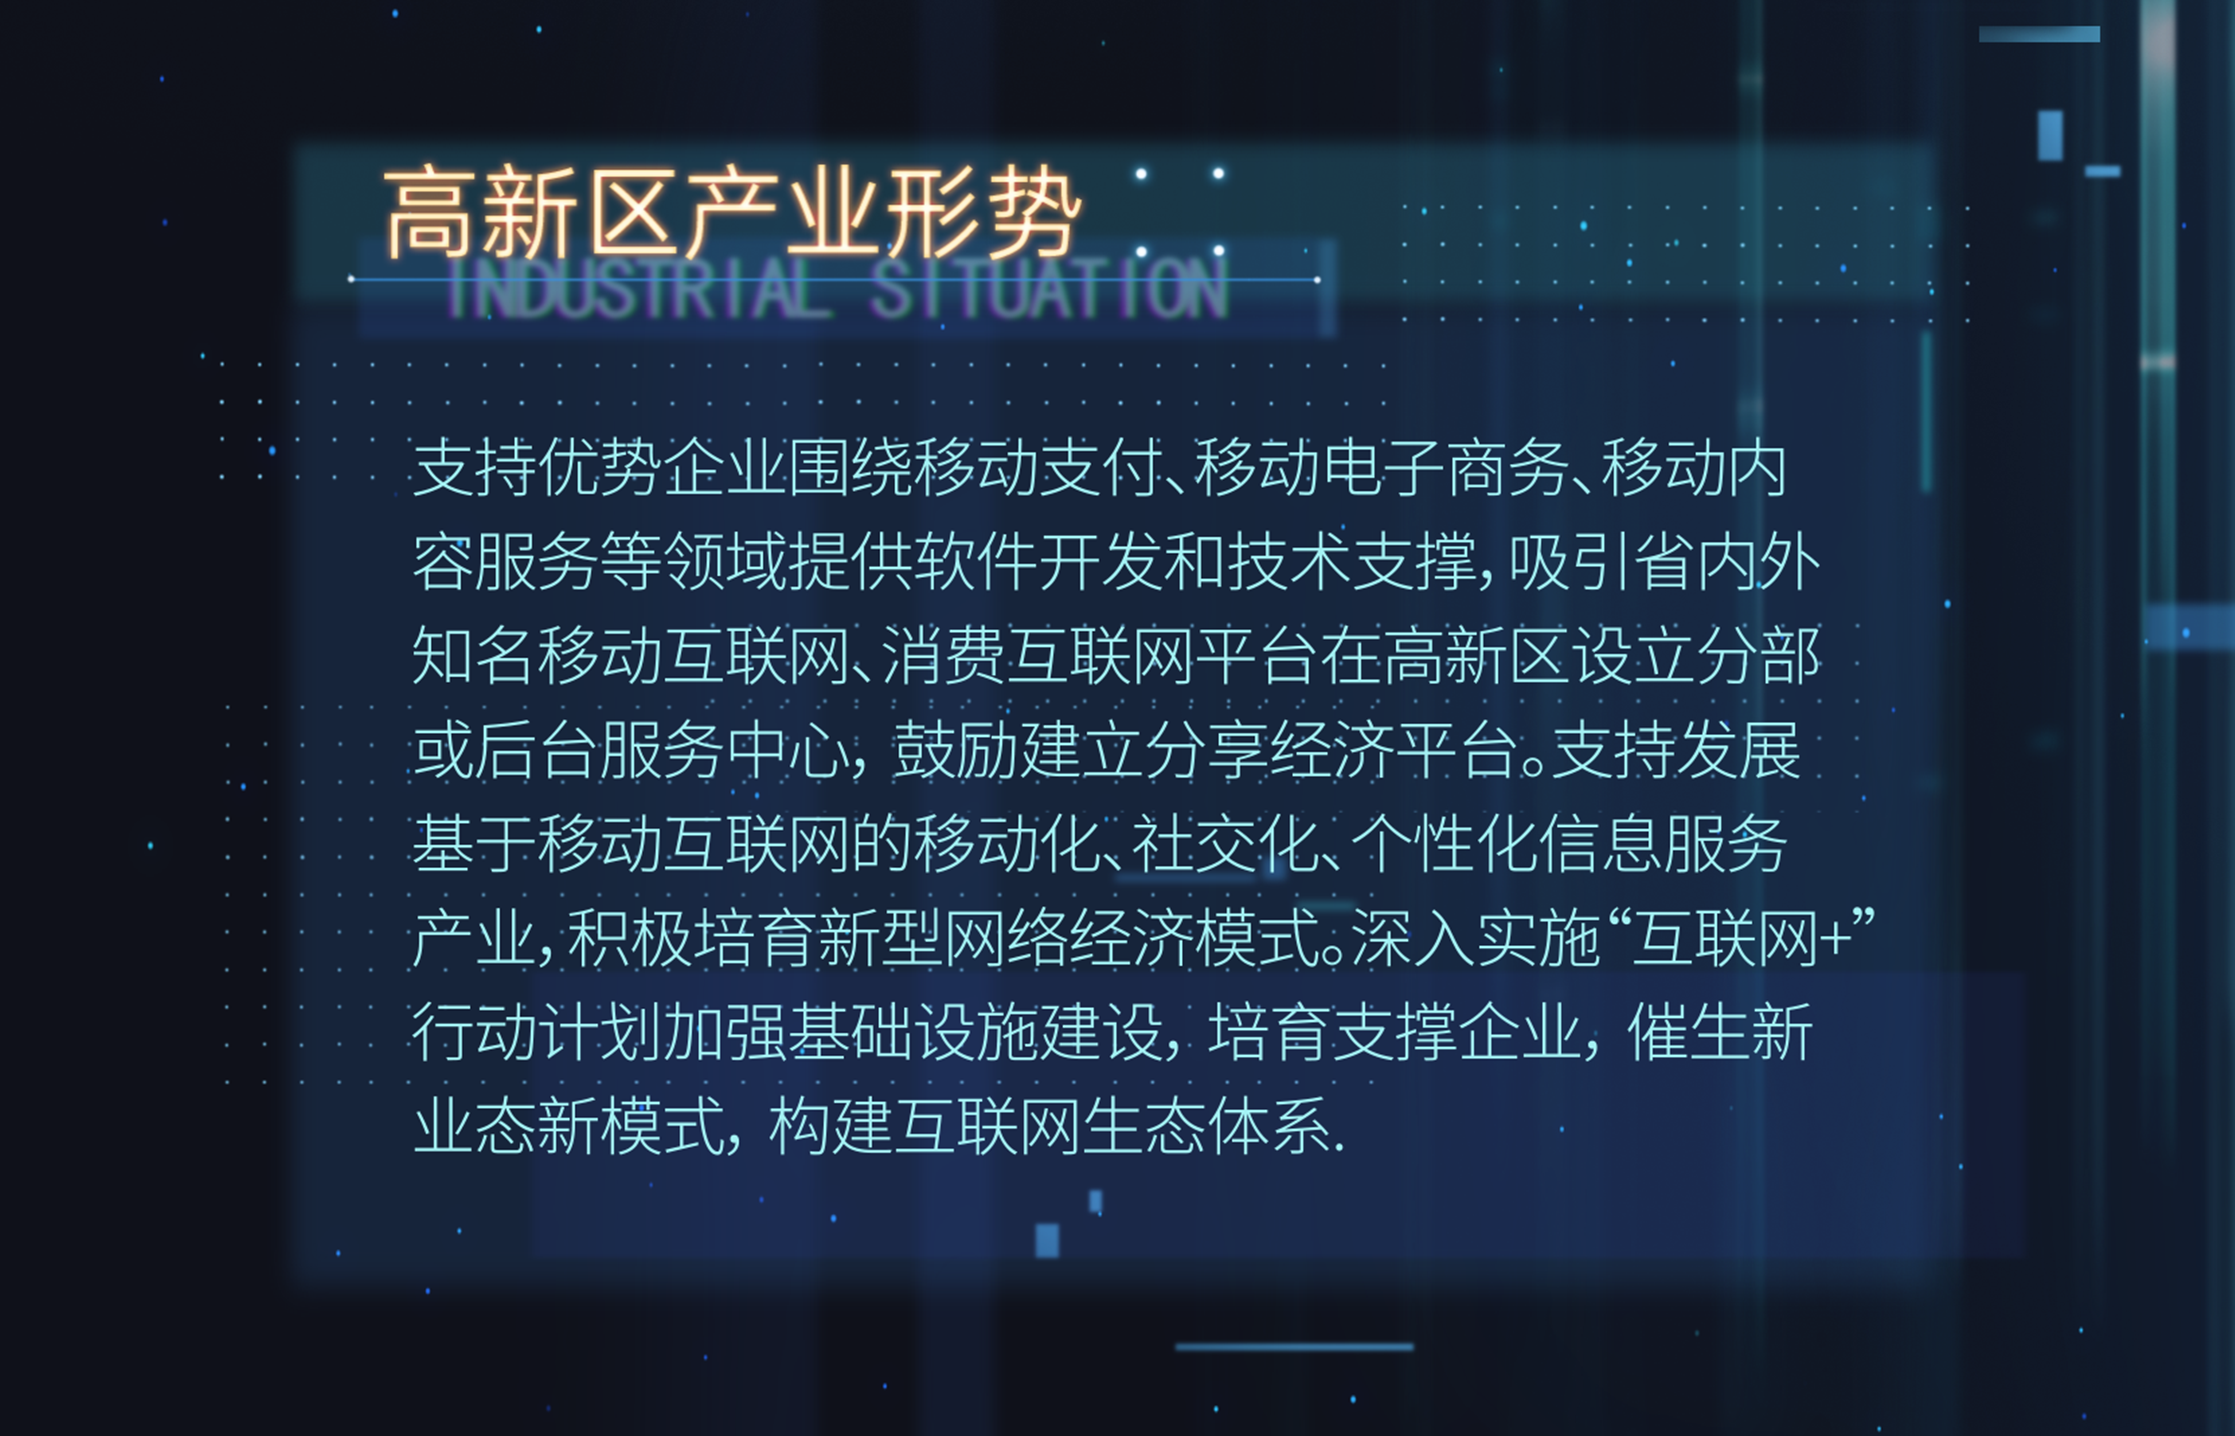 高新区产业形势
INDUSTRIAL SITUATION
支持优势企业围绕移动支付、移动电子商务、移动内
容服务等领域提供软件开发和技术支撑，吸引省内外
知名移动互联网、消费互联网平台在高新区设立分部
或后台服务中心，鼓励建立分享经济平台。支持发展
基于移动互联网的移动化、社交化、个性化信息服务
产业，积极培育新型网络经济模式。深入实施“互联网+”
行动计划加强基础设施建设，培育支撑企业，催生新
业态新模式，构建互联网生态体系.